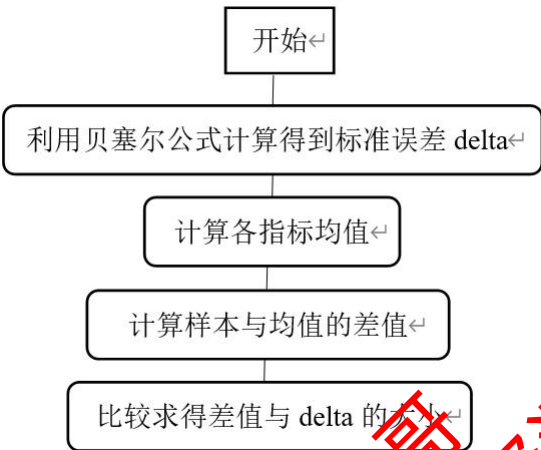 开始↵
利用贝塞尔公式计算得到标准误差 delta↵
计算各指标均值↵
计算样本与均值的差值↵
比较求得差值与 delta 的大小↵